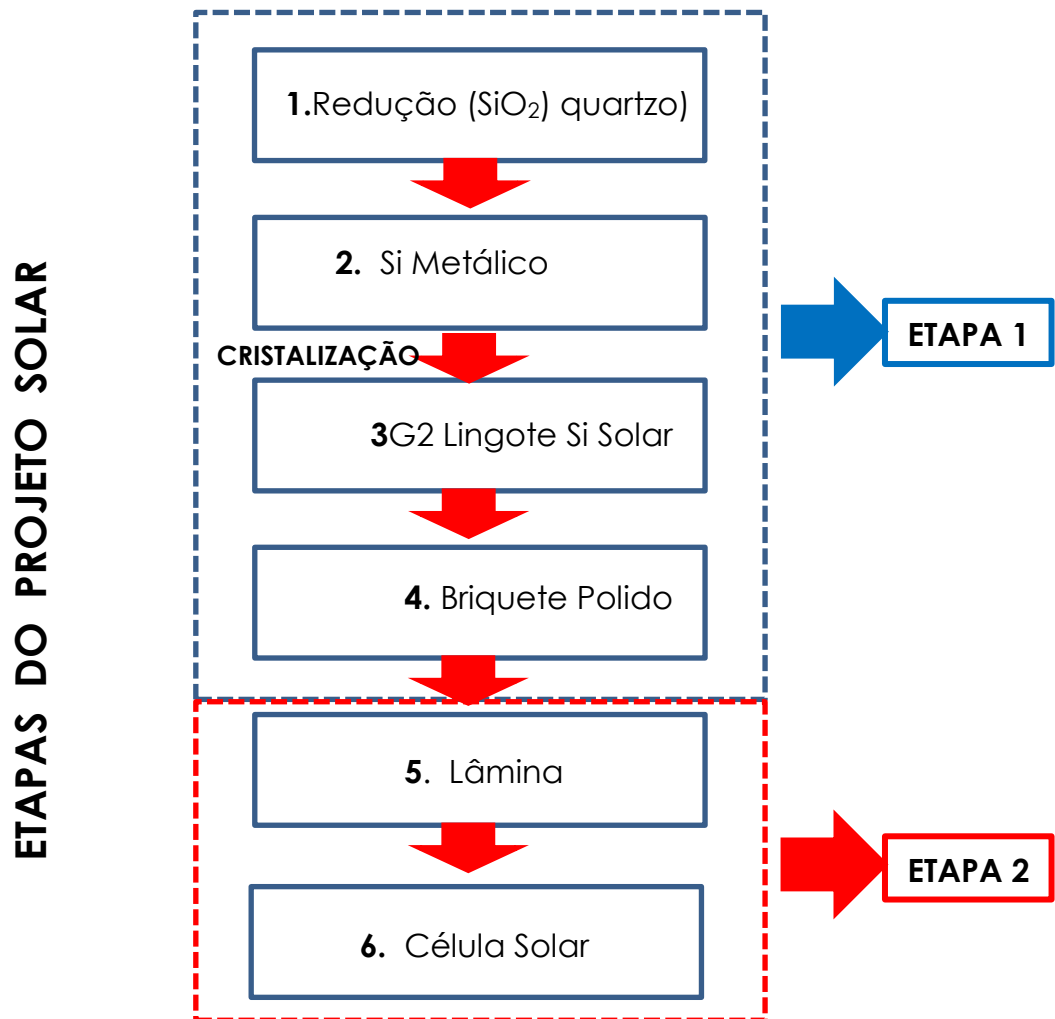 ETAPAS DO PROJETO SOLAR
1.Redução (SiO₂) quartzo)
2. Si Metálico
CRISTALIZAÇÃO
3G2 Lingote Si Solar
4. Briquete Polido
ETAPA 1
5. Lâmina
6. Célula Solar
ETAPA 2